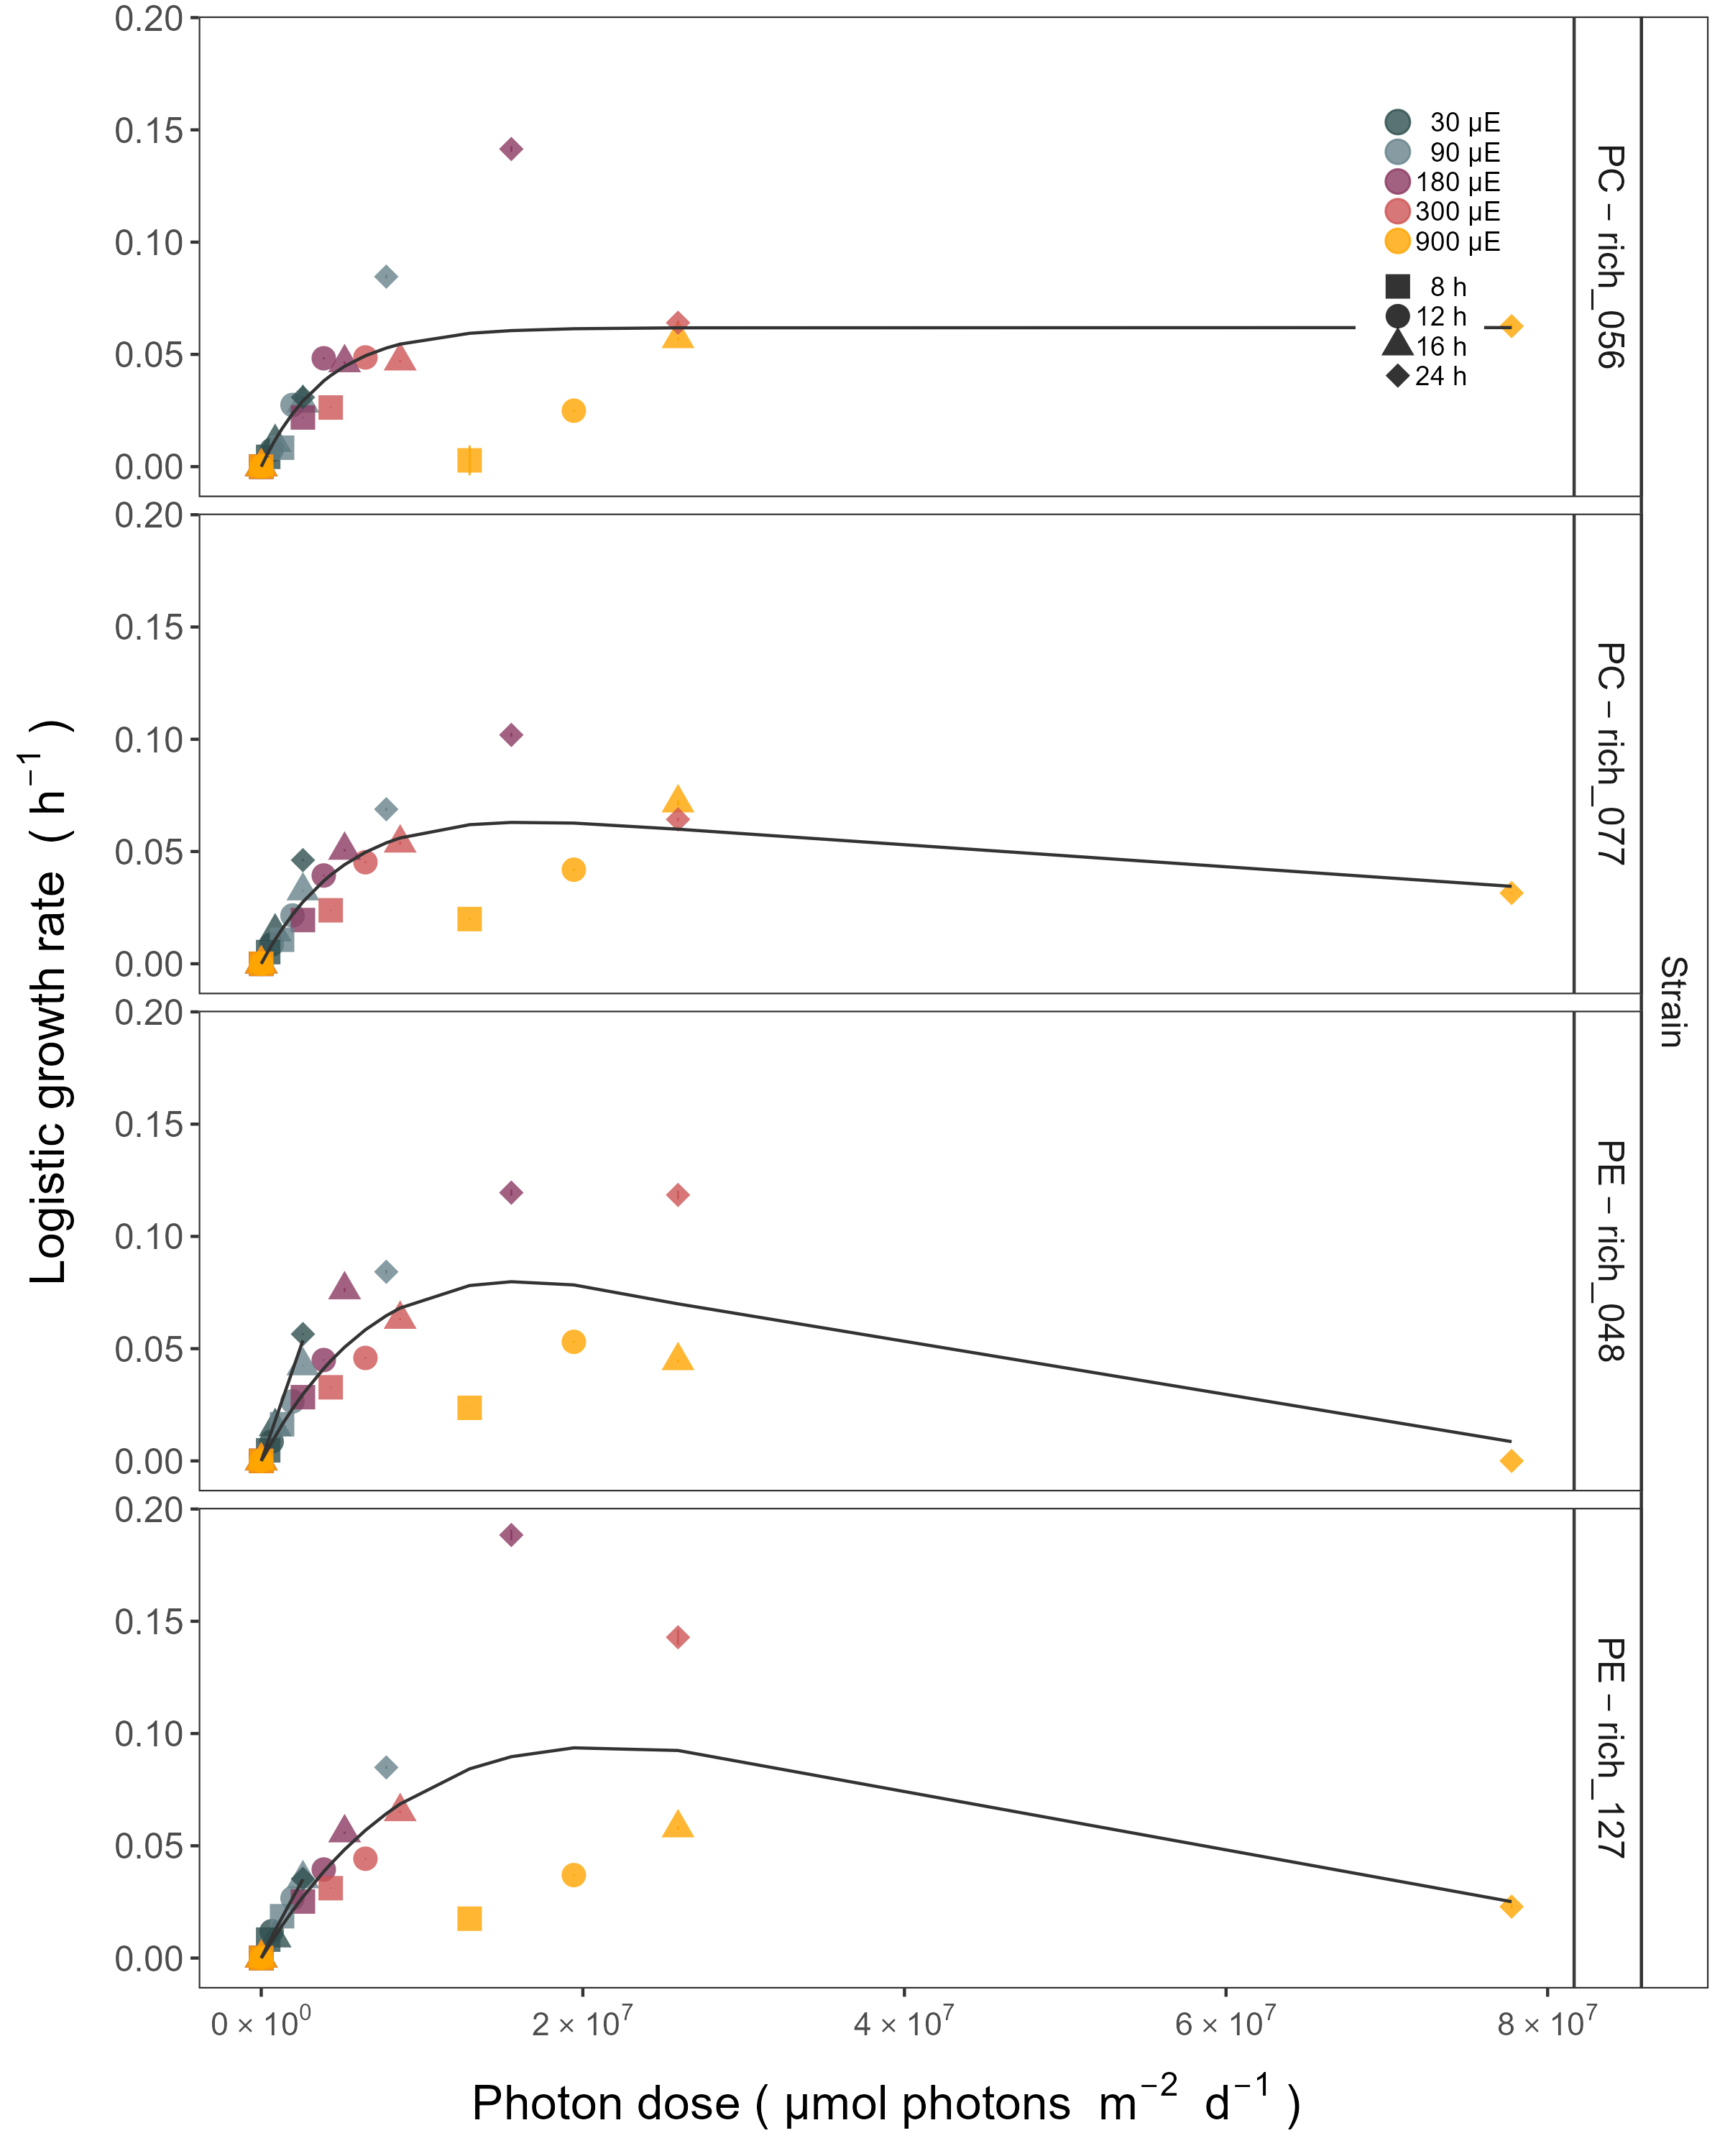 0.20
0.15
0.10
0.05
0.00
30 µE
90 µE
180 µE
300 µE
900 µE
8 h
12 h
16 h
24 h
PC − rich_056
0.20
0.15
0.10
0.05
0.00
PC − rich_077
0.20
0.15
0.10
0.05
0.00
PE − rich_048
0.20
0.15
0.10
0.05
0.00
PE − rich_127
Strain
Logistic growth rate ( h⁻¹ )
0 × 10⁰ 2 × 10⁷ 4 × 10⁷ 6 × 10⁷ 8 × 10⁷
Photon dose ( µmol photons m⁻² d⁻¹ )